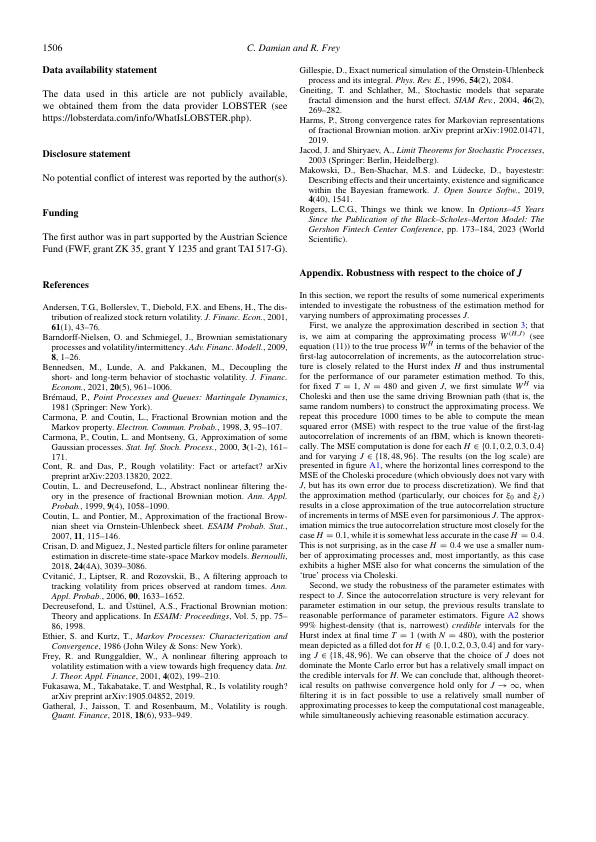 1506
C. Damian and R. Frey
Data availability statement
The data used in this article are not publicly available,
we obtained them from the data provider LOBSTER (see
https://lobsterdata.com/info/WhatIsLOBSTER.php).
Disclosure statement
No potential conflict of interest was reported by the author(s).
Funding
The first author was in part supported by the Austrian Science
Fund (FWF, grant ZK 35, grant Y 1235 and grant TAI 517-G).
References
Andersen, T.G., Bollerslev, T., Diebold, F.X. and Ebens, H., The dis-
tribution of realized stock return volatility. J. Financ. Econ., 2001,
61(1), 43–76.
Barndorff-Nielsen, O. and Schmiegel, J., Brownian semistationary
processes and volatility/intermittency. Adv. Financ. Modell., 2009,
8, 1–26.
Bennedsen, M., Lunde, A. and Pakkanen, M., Decoupling the
short- and long-term behavior of stochastic volatility. J. Financ.
Econom., 2021, 20(5), 961–1006.
Brémaud, P., Point Processes and Queues: Martingale Dynamics,
1981 (Springer: New York).
Carmona, P. and Coutin, L., Fractional Brownian motion and the
Markov property. Electron. Commun. Probab., 1998, 3, 95–107.
Carmona, P., Coutin, L. and Montseny, G., Approximation of some
Gaussian processes. Stat. Inf. Stoch. Process., 2000, 3(1-2), 161–
171.
Cont, R. and Das, P., Rough volatility: Fact or artefact? arXiv
preprint arXiv:2203.13820, 2022.
Coutin, L. and Decreusefond, L., Abstract nonlinear filtering the-
ory in the presence of fractional Brownian motion. Ann. Appl.
Probab., 1999, 9(4), 1058–1090.
Coutin, L. and Pontier, M., Approximation of the fractional Brow-
nian sheet via Ornstein-Uhlenbeck sheet. ESAIM Probab. Stat.,
2007, 11, 115–146.
Crisan, D. and Miguez, J., Nested particle filters for online parameter
estimation in discrete-time state-space Markov models. Bernoulli,
2018, 24(4A), 3039–3086.
Cvitanić, J., Liptser, R. and Rozovskii, B., A filtering approach to
tracking volatility from prices observed at random times. Ann.
Appl. Probab., 2006, 00, 1633–1652.
Decreusefond, L. and Üstünel, A.S., Fractional Brownian motion:
Theory and applications. In ESAIM: Proceedings, Vol. 5, pp. 75–
86, 1998.
Ethier, S. and Kurtz, T., Markov Processes: Characterization and
Convergence, 1986 (John Wiley & Sons: New York).
Frey, R. and Runggaldier, W., A nonlinear filtering approach to
volatility estimation with a view towards high frequency data. Int.
J. Theor. Appl. Finance, 2001, 4(02), 199–210.
Fukasawa, M., Takabatake, T. and Westphal, R., Is volatility rough?
arXiv preprint arXiv:1905.04852, 2019.
Gatheral, J., Jaisson, T. and Rosenbaum, M., Volatility is rough.
Quant. Finance, 2018, 18(6), 933–949.
Gillespie, D., Exact numerical simulation of the Ornstein-Uhlenbeck
process and its integral. Phys. Rev. E., 1996, 54(2), 2084.
Gneiting, T. and Schlather, M., Stochastic models that separate
fractal dimension and the hurst effect. SIAM Rev., 2004, 46(2),
269–282.
Harms, P., Strong convergence rates for Markovian representations
of fractional Brownian motion. arXiv preprint arXiv:1902.01471,
2019.
Jacod, J. and Shiryaev, A., Limit Theorems for Stochastic Processes,
2003 (Springer: Berlin, Heidelberg).
Makowski, D., Ben-Shachar, M.S. and Lüdecke, D., bayestestr:
Describing effects and their uncertainty, existence and significance
within the Bayesian framework. J. Open Source Softw., 2019,
4(40), 1541.
Rogers, L.C.G., Things we think we know. In Options–45 Years
Since the Publication of the Black–Scholes–Merton Model: The
Gershon Fintech Center Conference, pp. 173–184, 2023 (World
Scientific).
Appendix. Robustness with respect to the choice of J
In this section, we report the results of some numerical experiments
intended to investigate the robustness of the estimation method for
varying numbers of approximating processes J.
First, we analyze the approximation described in section 3; that
is, we aim at comparing the approximating process W^(H,J) (see
equation (11)) to the true process W^H in terms of the behavior of the
first-lag autocorrelation of increments, as the autocorrelation struc-
ture is closely related to the Hurst index H and thus instrumental
for the performance of our parameter estimation method. To this,
for fixed T = 1, N = 480 and given J, we first simulate W^H via
Choleski and then use the same driving Brownian path (that is, the
same random numbers) to construct the approximating process. We
repeat this procedure 1000 times to be able to compute the mean
squared error (MSE) with respect to the true value of the first-lag
autocorrelation of increments of an fBM, which is known theoreti-
cally. The MSE computation is done for each H ∈ {0.1, 0.2, 0.3, 0.4}
and for varying J ∈ {18, 48, 96}. The results (on the log scale) are
presented in figure A1, where the horizontal lines correspond to the
MSE of the Choleski procedure (which obviously does not vary with
J, but has its own error due to process discretization). We find that
the approximation method (particularly, our choices for ξ0 and ξJ)
results in a close approximation of the true autocorrelation structure
of increments in terms of MSE even for parsimonious J. The approx-
imation mimics the true autocorrelation structure most closely for the
case H = 0.1, while it is somewhat less accurate in the case H = 0.4.
This is not surprising, as in the case H = 0.4 we use a smaller num-
ber of approximating processes and, most importantly, as this case
exhibits a higher MSE also for what concerns the simulation of the
'true' process via Choleski.
Second, we study the robustness of the parameter estimates with
respect to J. Since the autocorrelation structure is very relevant for
parameter estimation in our setup, the previous results translate to
reasonable performance of parameter estimators. Figure A2 shows
99% highest-density (that is, narrowest) credible intervals for the
Hurst index at final time T = 1 (with N = 480), with the posterior
mean depicted as a filled dot for H ∈ {0.1, 0.2, 0.3, 0.4} and for vary-
ing J ∈ {18, 48, 96}. We can observe that the choice of J does not
dominate the Monte Carlo error but has a relatively small impact on
the credible intervals for H. We can conclude that, although theoret-
ical results on pathwise convergence hold only for J → ∞, when
filtering it is in fact possible to use a relatively small number of
approximating processes to keep the computational cost manageable,
while simultaneously achieving reasonable estimation accuracy.